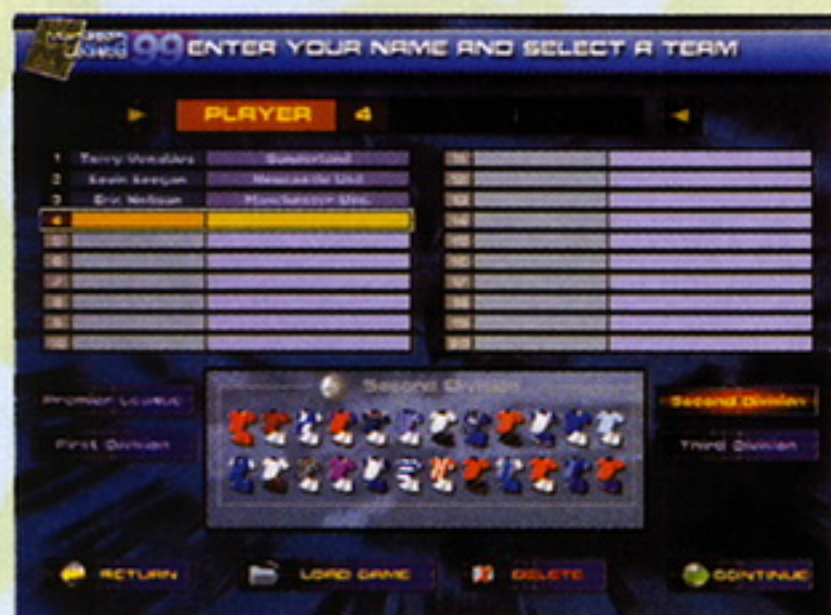 99 ENTER YOUR NAME AND SELECT A TEAM
PLAYER 4
1 Terry Venables Sunderland
2 Kevin Keegan Newcastle Utd
3 Eric Manchester Utd.
4
Second Division
Premier League
First Division
Second Division
Third Division
RETURN
LOAD GAME
DELETE
CONTINUE